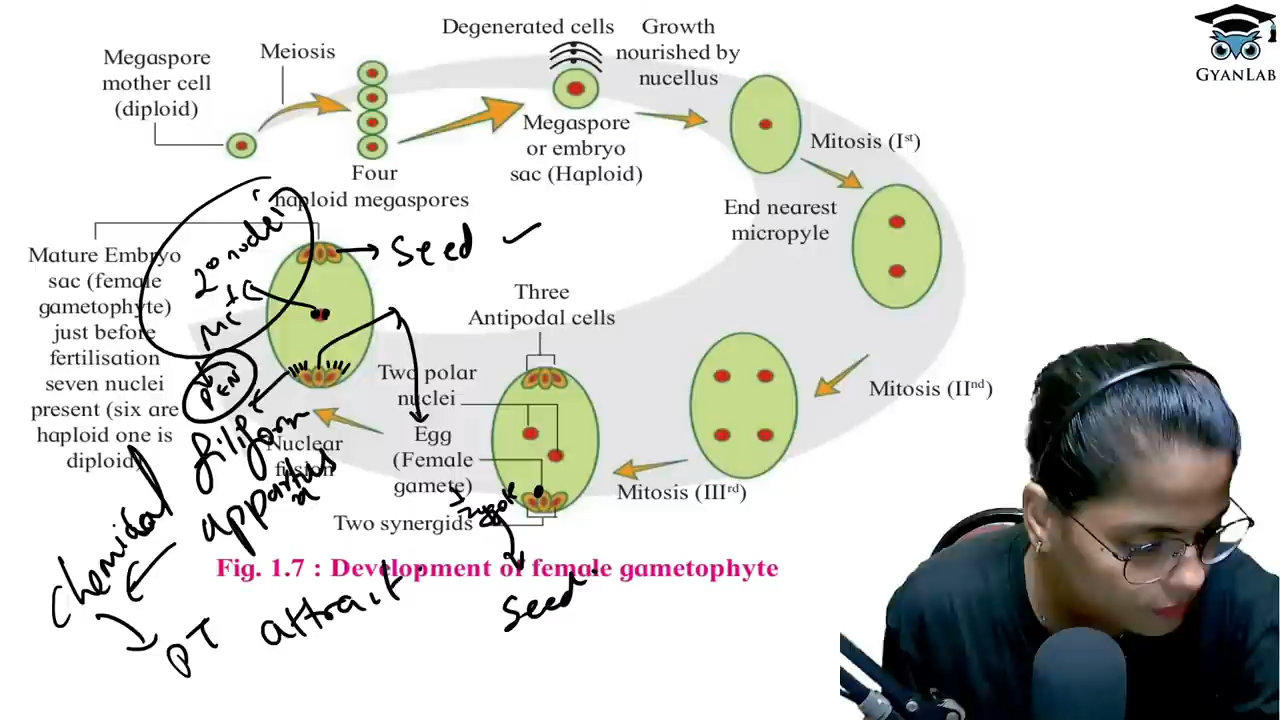 GYANLAB
Degenerated cells
Growth
nourished by
nucellus
Megaspore
mother cell
(diploid)
Meiosis
Four
haploid megaspores
Megaspore
or embryo
sac (Haploid)
Mitosis (Ist)
End nearest
micropyle
Mature Embryo
sac (female
gametophyte)
just before
fertilisation
seven nuclei
present (six are
haploid one is
diploid)
2o nuclei
PEN
Seed
Three
Antipodal cells
Two polar
nuclei
Egg
(Female
gamete)
Two synergids
Mitosis (IInd)
Mitosis (IIIrd)
Nuclear
fusion
filiform
apparatus
chemical
PT attract
zygote
Seed.
Fig. 1.7 : Development of female gametophyte